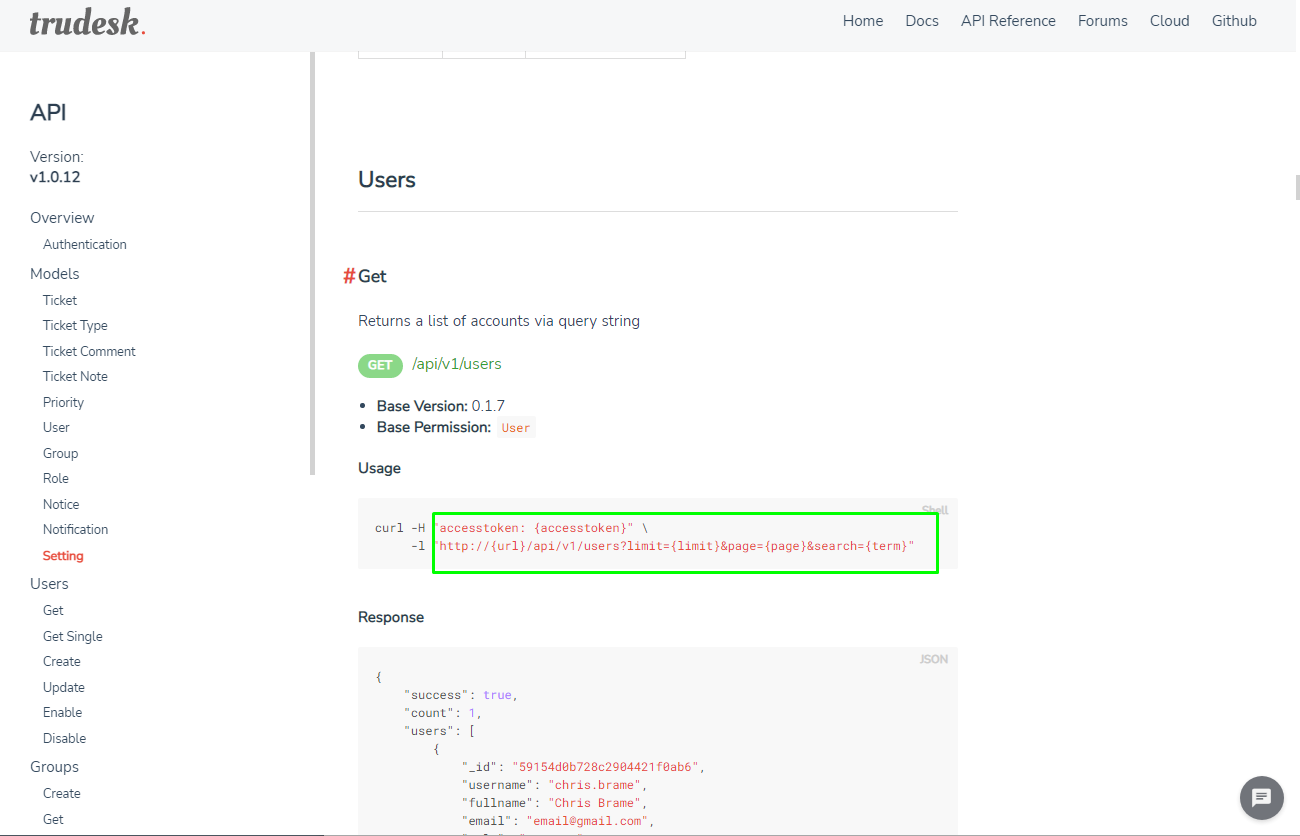 trudesk.
Home Docs API Reference Forums Cloud Github
API
Version:
v1.0.12
Overview
Authentication
Models
Ticket
Ticket Type
Ticket Comment
Ticket Note
Priority
User
Group
Role
Notice
Notification
Setting
Users
Get
Get Single
Create
Update
Enable
Disable
Groups
Create
Get
Users
#Get
Returns a list of accounts via query string
GET /api/v1/users
• Base Version: 0.1.7
• Base Permission: User
Usage
Shell
curl -H "accesstoken: {accesstoken}" \
-l "http://{url}/api/v1/users?limit={limit}&page={page}&search={term}"
Response
JSON
{
"success": true,
"count": 1,
"users": [
{
"_id": "59154d0b728c2904421f0ab6",
"username": "chris.brame",
"fullname": "Chris Brame",
"email": "email@gmail.com",